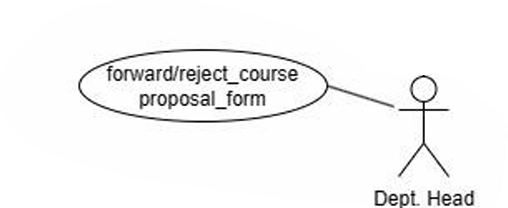 forward/reject_course
proposal_form
Dept. Head